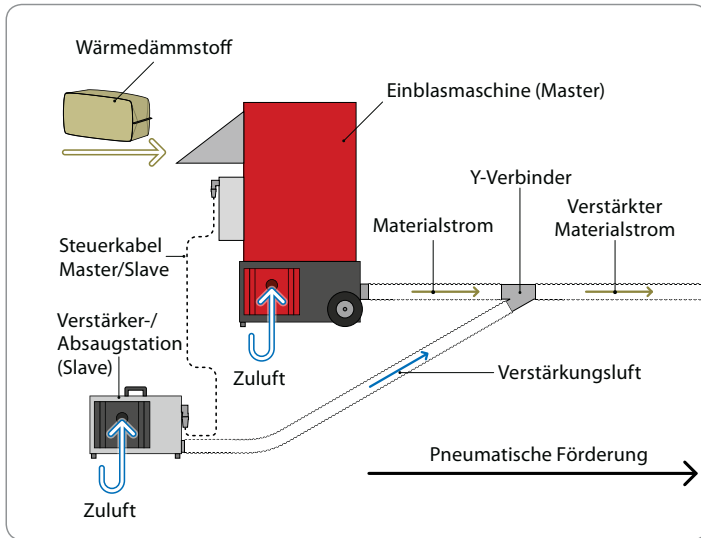 Wärmedämmstoff
Einblasmaschine (Master)
Y-Verbinder
Materialstrom
Verstärkter
Materialstrom
Steuerkabel
Master/Slave
Verstärker-/
Absaugstation
(Slave)
Zuluft
Verstärkungsluft
Pneumatische Förderung
Zuluft